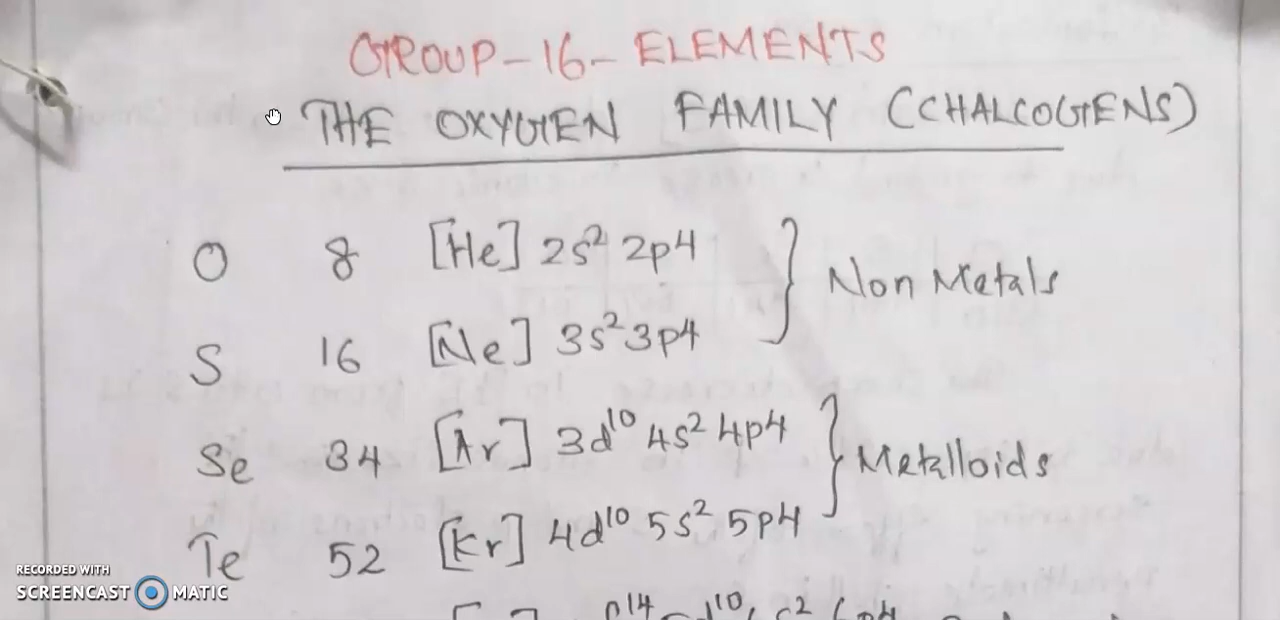 GROUP-16-ELEMENTS
THE OXYGEN FAMILY (CHALCOGENS)
O 8 [He] 2s² 2p4
} Non Metals
S 16 [Ne] 3s² 3p4
Se 34 [Ar] 3d¹⁰ 4s² 4p4
} Metalloids
Te 52 [Kr] 4d¹⁰ 5s² 5p4
RECORDED WITH
SCREENCAST MATIC